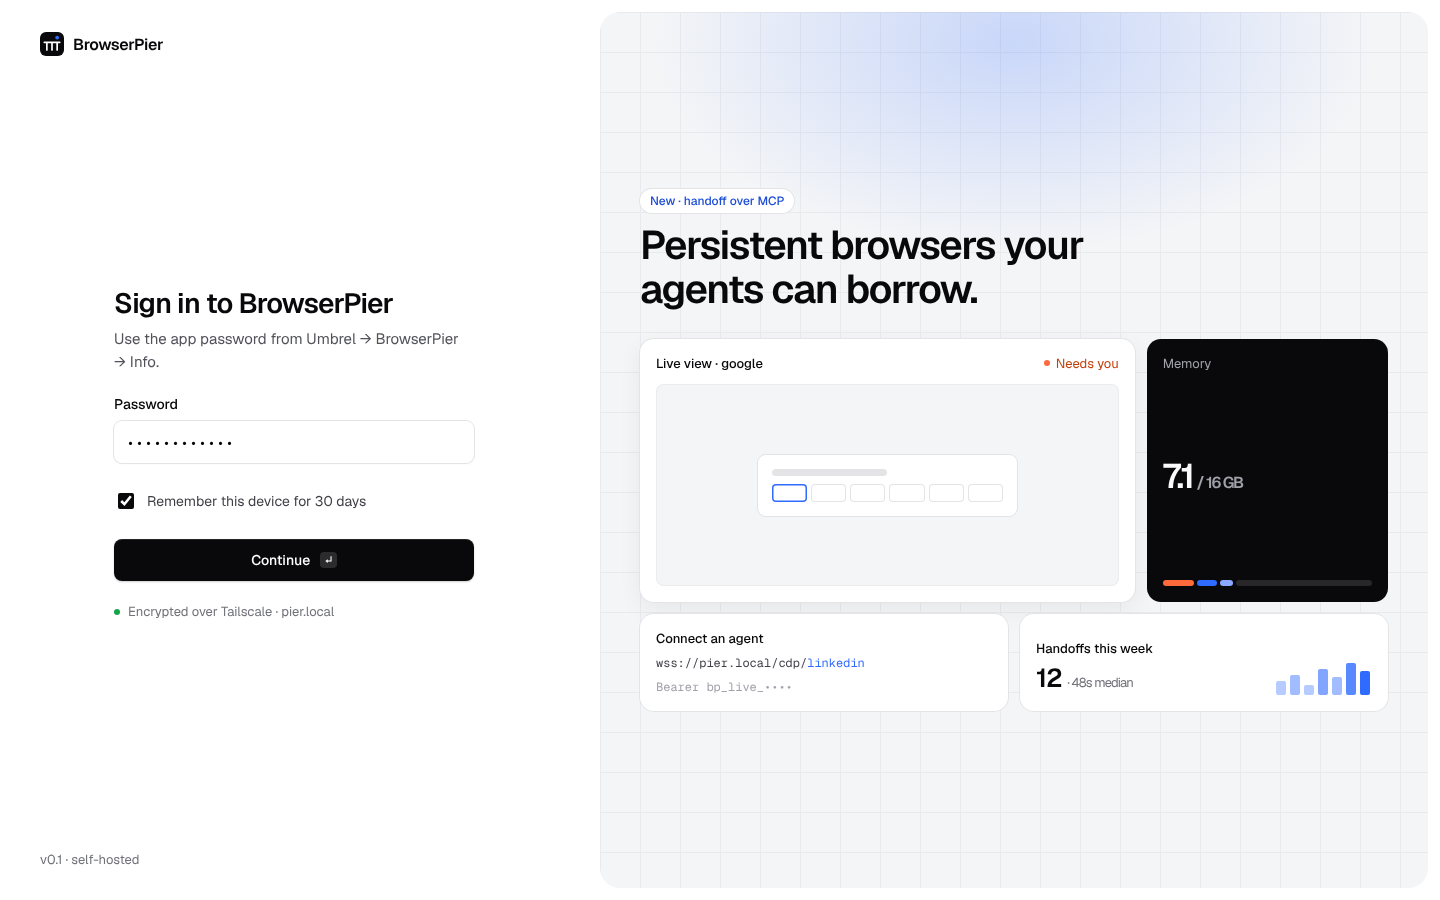 BrowserPier
Sign in to BrowserPier
Use the app password from Umbrel → BrowserPier
→ Info.
Password
••••••••••••
Remember this device for 30 days
Continue ↵
Encrypted over Tailscale · pier.local
v0.1 · self-hosted
New · handoff over MCP
Persistent browsers your
agents can borrow.
Live view · google
Needs you
Memory
7.1 / 16 GB
Connect an agent
wss://pier.local/cdp/linkedin
Bearer bp_live_••••
Handoffs this week
12 · 48s median